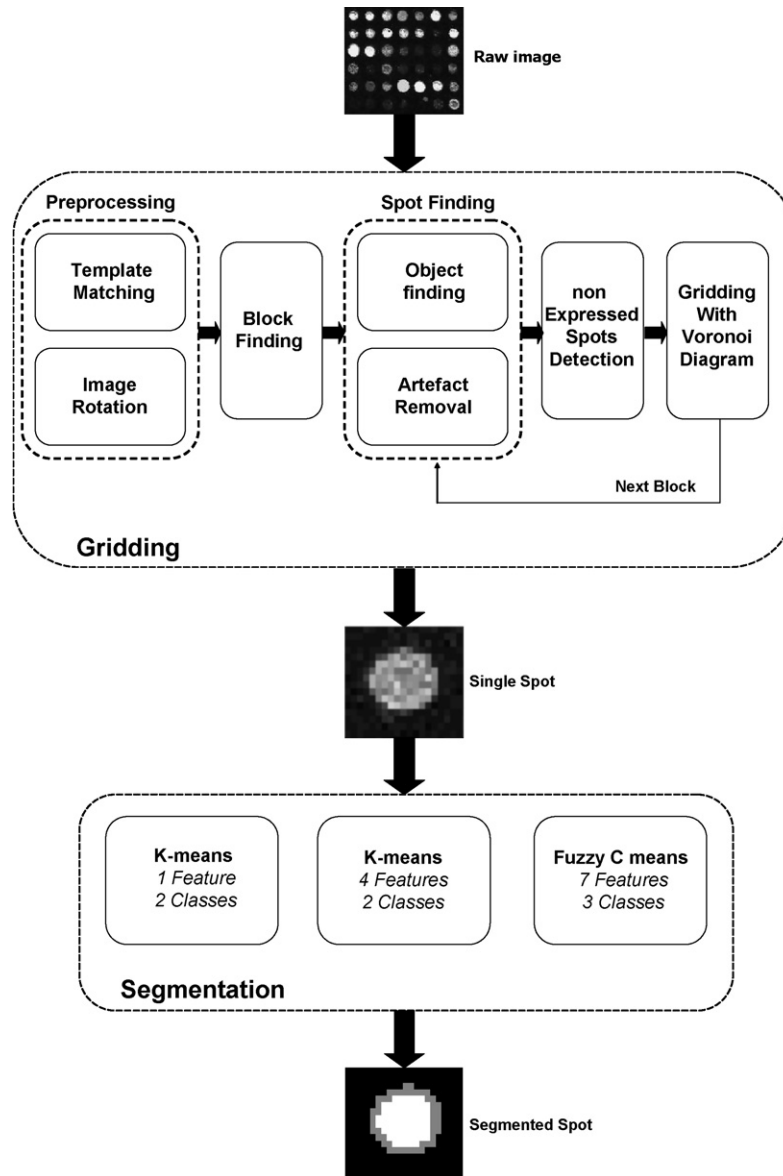 Raw image
Preprocessing
Template
Matching
Image
Rotation
Block
Finding
Spot Finding
Object
finding
Artefact
Removal
non
Expressed
Spots
Detection
Gridding
With
Voronoi
Diagram
Next Block
Gridding
Single Spot
K-means
1 Feature
2 Classes
K-means
4 Features
2 Classes
Fuzzy C means
7 Features
3 Classes
Segmentation
Segmented Spot